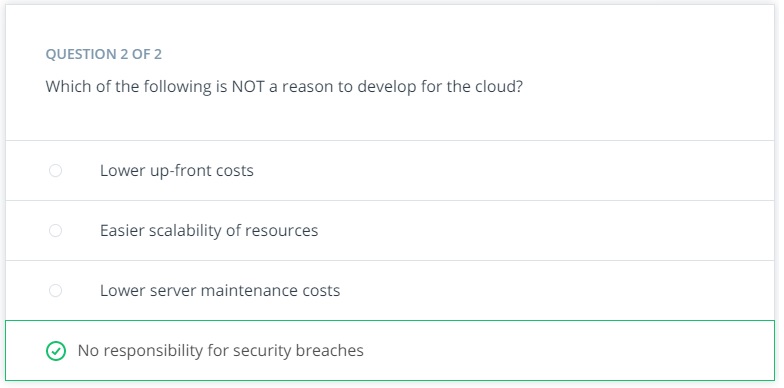 QUESTION 2 OF 2
Which of the following is NOT a reason to develop for the cloud?
Lower up-front costs
Easier scalability of resources
Lower server maintenance costs
No responsibility for security breaches